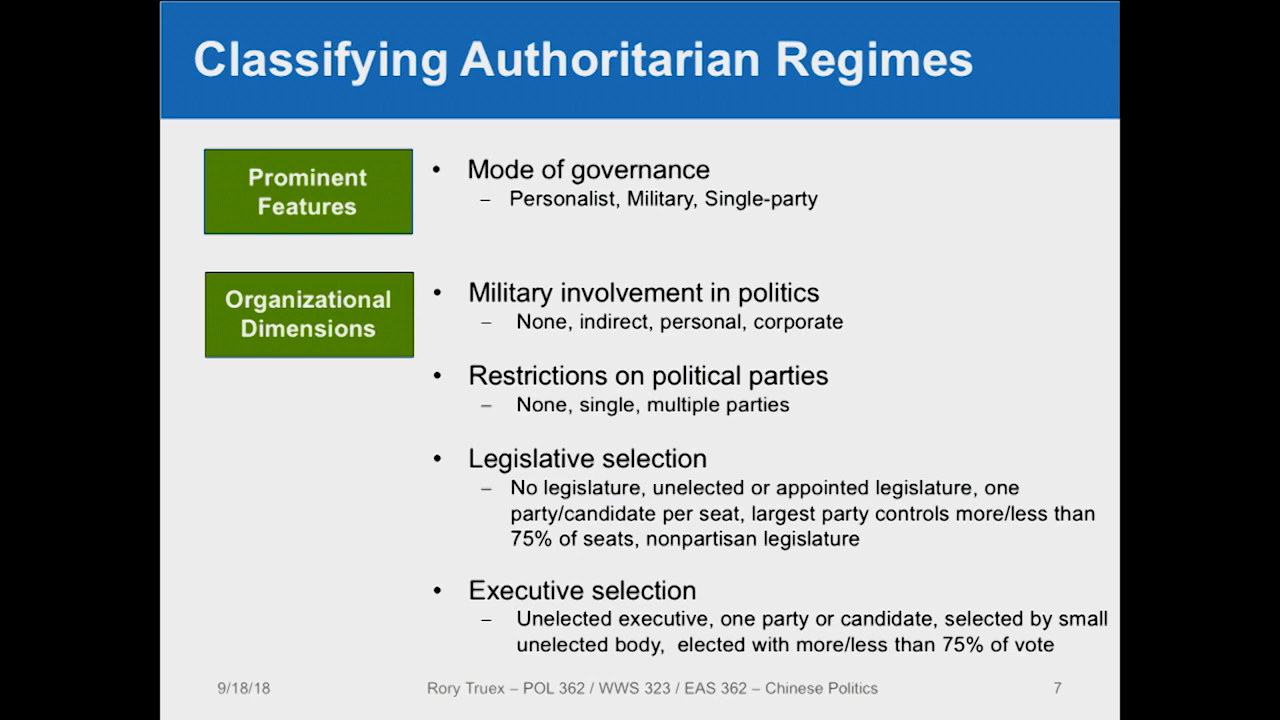 Classifying Authoritarian Regimes
Prominent
Features
• Mode of governance
– Personalist, Military, Single-party
Organizational
Dimensions
• Military involvement in politics
– None, indirect, personal, corporate
• Restrictions on political parties
– None, single, multiple parties
• Legislative selection
– No legislature, unelected or appointed legislature, one
party/candidate per seat, largest party controls more/less than
75% of seats, nonpartisan legislature
• Executive selection
– Unelected executive, one party or candidate, selected by small
unelected body, elected with more/less than 75% of vote
9/18/18
Rory Truex – POL 362 / WWS 323 / EAS 362 – Chinese Politics
7